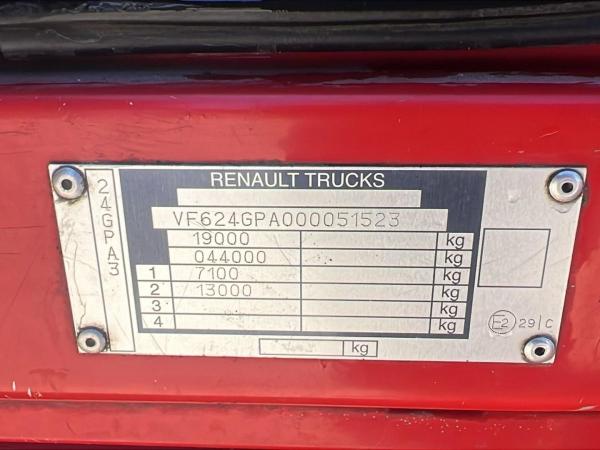 RENAULT TRUCKS
VF624GPA000051523
19000 kg
044000 kg
1 7100 kg
2 13000 kg
3 kg
4 kg
kg
24GPA3
E2 29|C